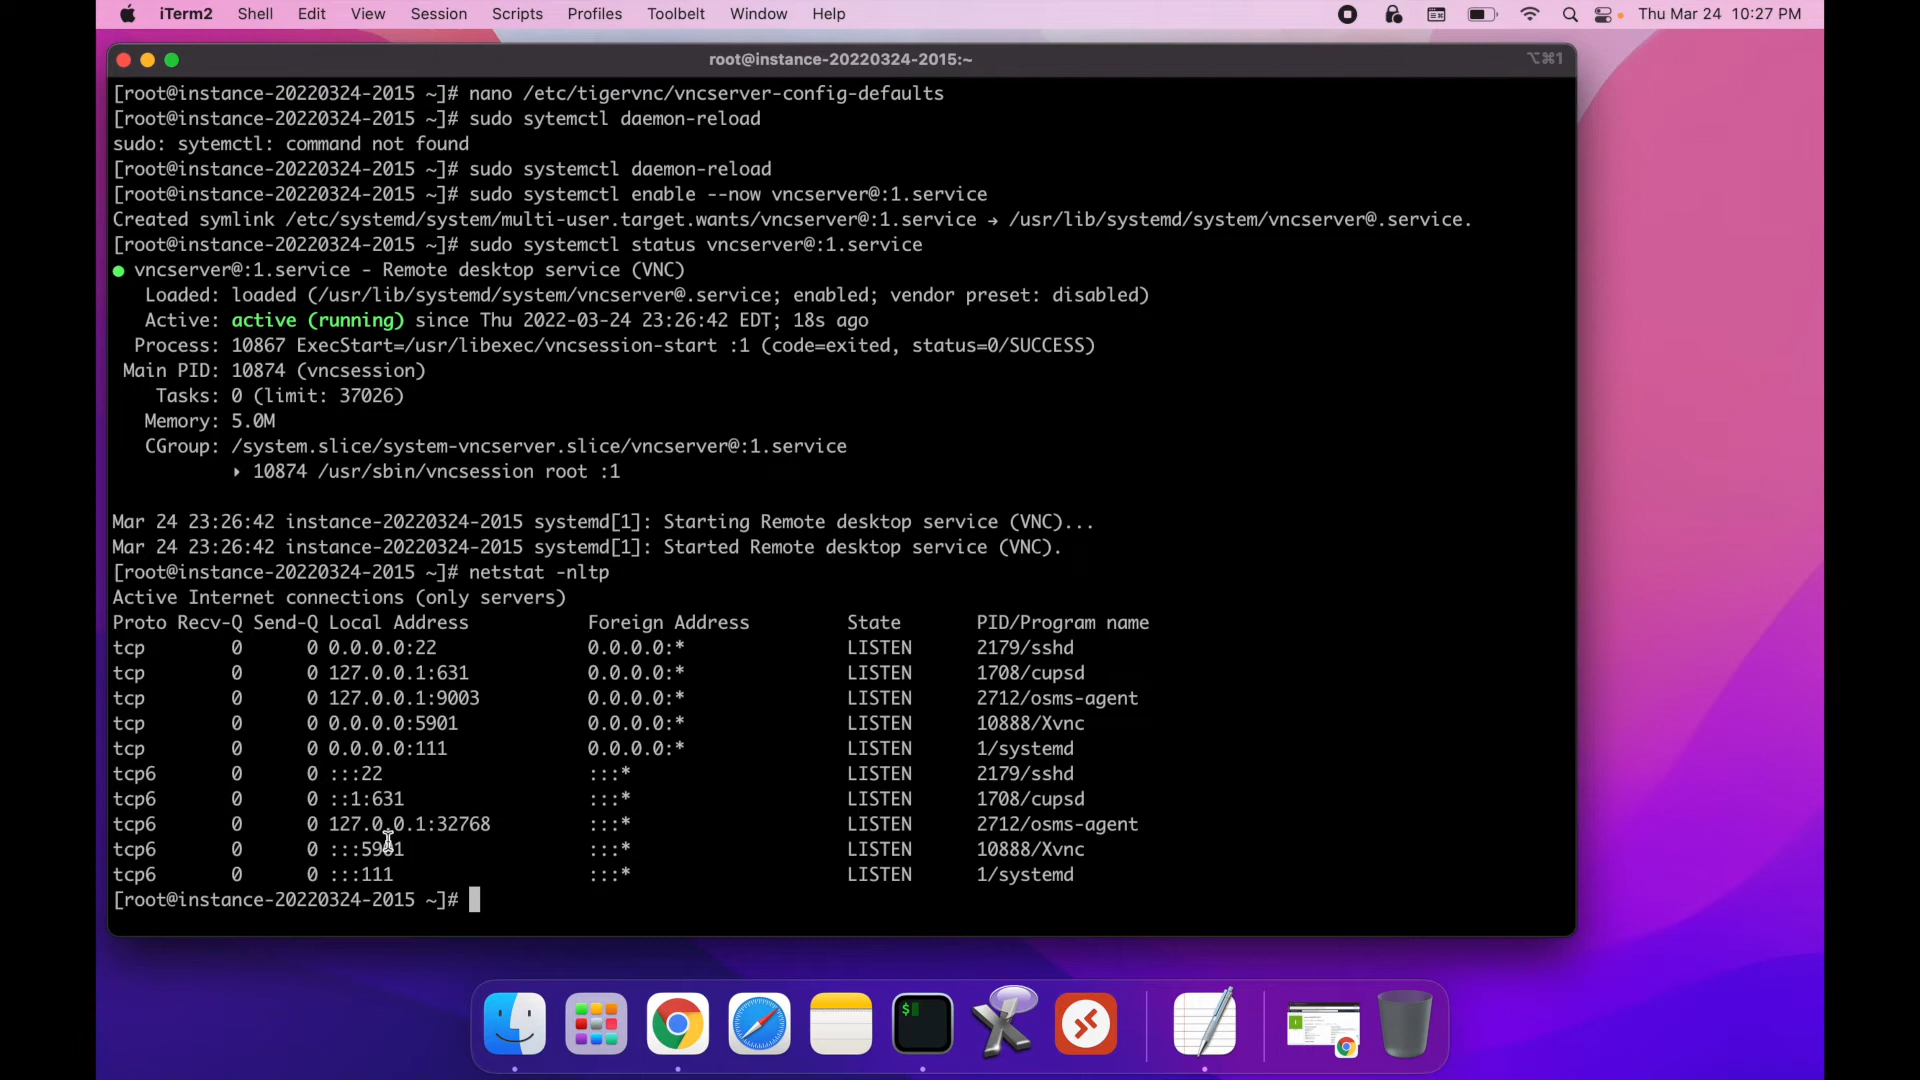 iTerm2 Shell Edit View Session Scripts Profiles Toolbelt Window Help Thu Mar 24 10:27 PM
root@instance-20220324-2015:~ ⌥⌘1
[root@instance-20220324-2015 ~]# nano /etc/tigervnc/vncserver-config-defaults
[root@instance-20220324-2015 ~]# sudo sytemctl daemon-reload
sudo: sytemctl: command not found
[root@instance-20220324-2015 ~]# sudo systemctl daemon-reload
[root@instance-20220324-2015 ~]# sudo systemctl enable --now vncserver@:1.service
Created symlink /etc/systemd/system/multi-user.target.wants/vncserver@:1.service → /usr/lib/systemd/system/vncserver@.service.
[root@instance-20220324-2015 ~]# sudo systemctl status vncserver@:1.service
● vncserver@:1.service - Remote desktop service (VNC)
Loaded: loaded (/usr/lib/systemd/system/vncserver@.service; enabled; vendor preset: disabled)
Active: active (running) since Thu 2022-03-24 23:26:42 EDT; 18s ago
Process: 10867 ExecStart=/usr/libexec/vncsession-start :1 (code=exited, status=0/SUCCESS)
Main PID: 10874 (vncsession)
Tasks: 0 (limit: 37026)
Memory: 5.0M
CGroup: /system.slice/system-vncserver.slice/vncserver@:1.service
‣ 10874 /usr/sbin/vncsession root :1
Mar 24 23:26:42 instance-20220324-2015 systemd[1]: Starting Remote desktop service (VNC)...
Mar 24 23:26:42 instance-20220324-2015 systemd[1]: Started Remote desktop service (VNC).
[root@instance-20220324-2015 ~]# netstat -nltp
Active Internet connections (only servers)
Proto Recv-Q Send-Q Local Address Foreign Address State PID/Program name
tcp 0 0 0.0.0.0:22 0.0.0.0:* LISTEN 2179/sshd
tcp 0 0 127.0.0.1:631 0.0.0.0:* LISTEN 1708/cupsd
tcp 0 0 127.0.0.1:9003 0.0.0.0:* LISTEN 2712/osms-agent
tcp 0 0 0.0.0.0:5901 0.0.0.0:* LISTEN 10888/Xvnc
tcp 0 0 0.0.0.0:111 0.0.0.0:* LISTEN 1/systemd
tcp6 0 0 :::22 :::* LISTEN 2179/sshd
tcp6 0 0 ::1:631 :::* LISTEN 1708/cupsd
tcp6 0 0 127.0.0.1:32768 :::* LISTEN 2712/osms-agent
tcp6 0 0 :::5901 :::* LISTEN 10888/Xvnc
tcp6 0 0 :::111 :::* LISTEN 1/systemd
[root@instance-20220324-2015 ~]#